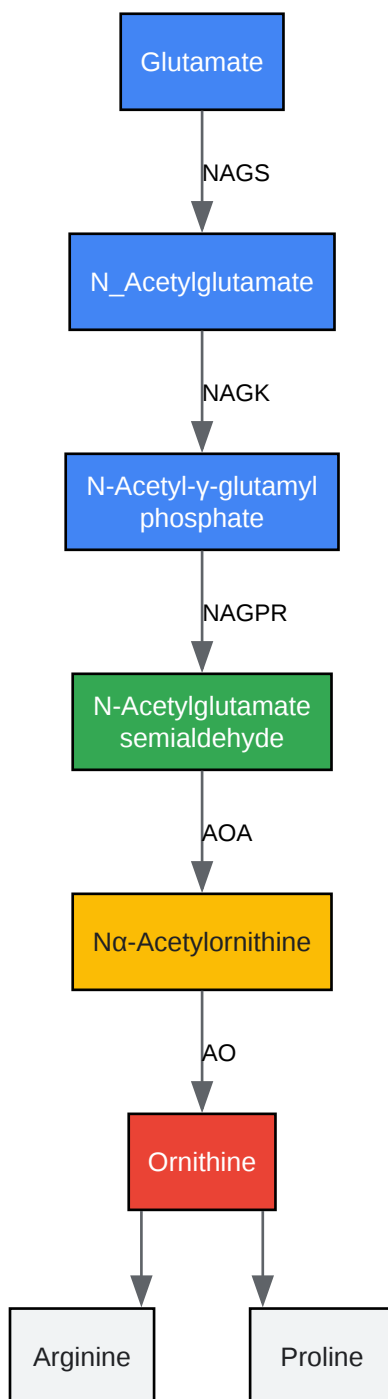 Glutamate
NAGS
N_Acetylglutamate
NAGK
N-Acetyl-γ-glutamyl
phosphate
NAGPR
N-Acetylglutamate
semialdehyde
AOA
Nα-Acetylornithine
AO
Ornithine
Arginine
Proline